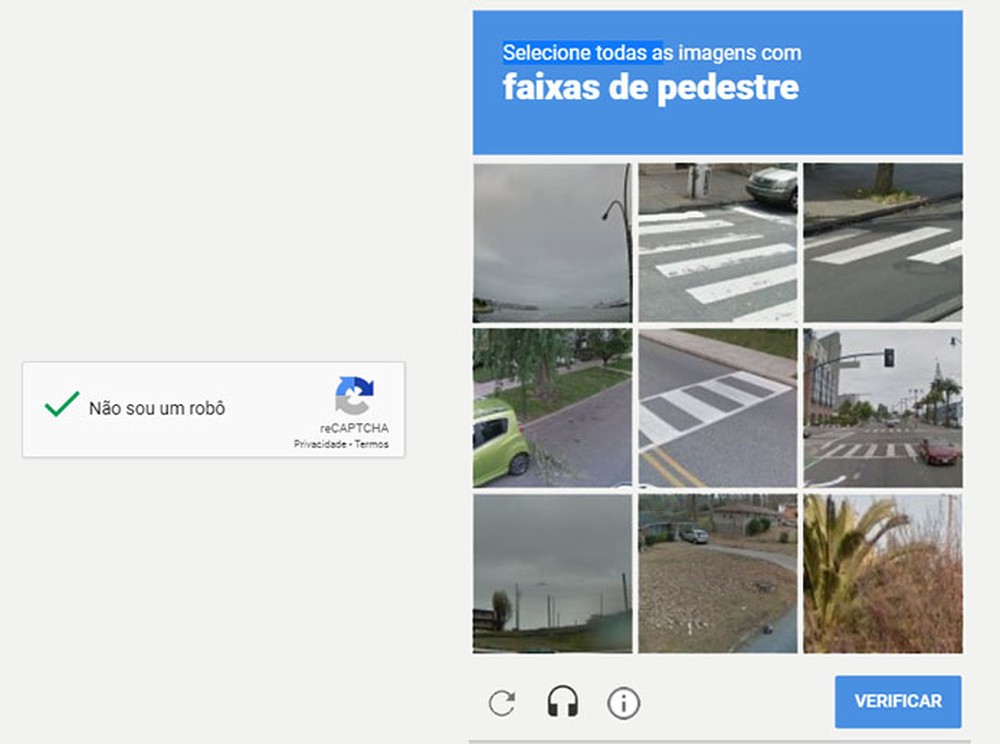 Não sou um robô
reCAPTCHA
Privacidade - Termos
Selecione todas as imagens com
faixas de pedestre
VERIFICAR